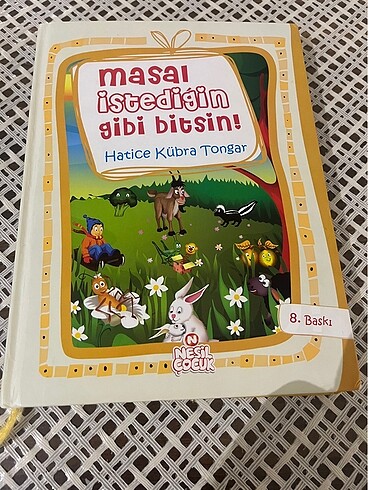 masal
istediğin
gibi bitsin!
Hatice Kübra Tongar
8. Baskı
N
NESİL
ÇOCUK